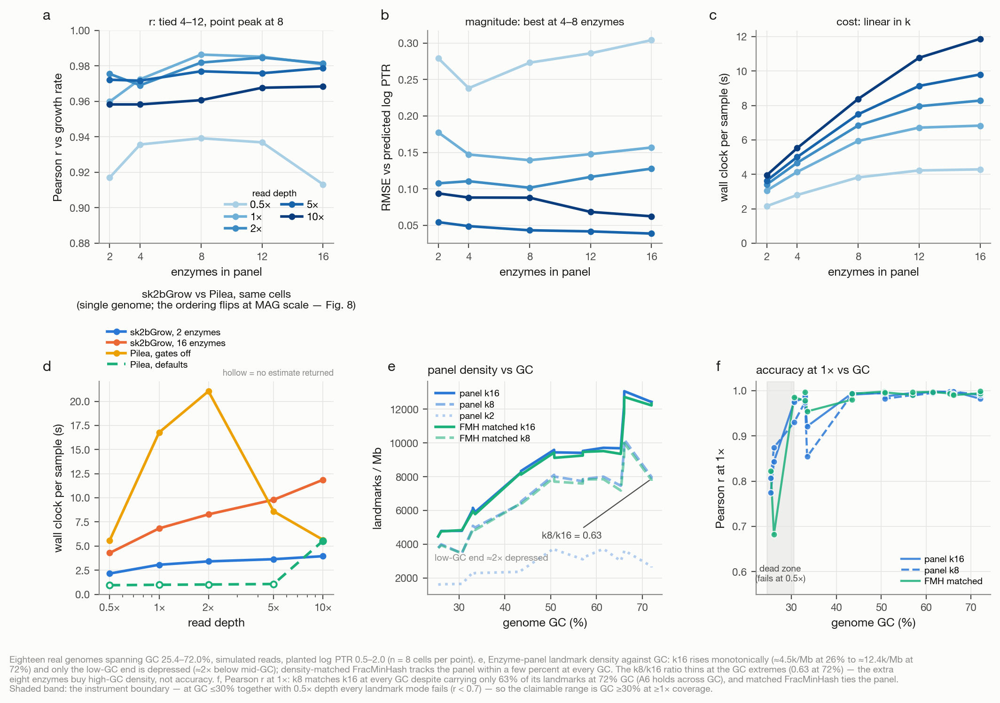 a
r: tied 4–12, point peak at 8
1.00
0.98
0.96
0.94
0.92
0.90
0.88
Pearson r vs growth rate
read depth
0.5×
5×
1×
10×
2×
2
4
8
12
16
enzymes in panel
b
magnitude: best at 4–8 enzymes
0.30
0.25
0.20
0.15
0.10
0.05
RMSE vs predicted log PTR
2
4
8
12
16
enzymes in panel
c
cost: linear in k
12
10
8
6
4
2
0
wall clock per sample (s)
2
4
8
12
16
enzymes in panel
sk2bGrow vs Pilea, same cells
(single genome; the ordering flips at MAG scale — Fig. 8)
sk2bGrow, 2 enzymes
sk2bGrow, 16 enzymes
Pilea, gates off
Pilea, defaults
d
hollow = no estimate returned
20.0
17.5
15.0
12.5
10.0
7.5
5.0
2.5
0.0
wall clock per sample (s)
0.5×
1×
2×
5×
10×
read depth
e
panel density vs GC
panel k16
panel k8
panel k2
FMH matched k16
FMH matched k8
12000
10000
8000
6000
4000
2000
landmarks / Mb
k8/k16 = 0.63
low-GC end ≈2× depressed
30
40
50
60
70
genome GC (%)
f
accuracy at 1× vs GC
1.0
0.9
0.8
0.7
0.6
Pearson r at 1×
dead zone
(fails at 0.5×)
panel k16
panel k8
FMH matched
30
40
50
60
70
genome GC (%)
Eighteen real genomes spanning GC 25.4–72.0%, simulated reads, planted log PTR 0.5–2.0 (n = 8 cells per point). e, Enzyme-panel landmark density against GC: k16 rises monotonically (≈4.5k/Mb at 26% to ≈12.4k/Mb at
72%) and only the low-GC end is depressed (≈2× below mid-GC); density-matched FracMinHash tracks the panel within a few percent at every GC. The k8/k16 ratio thins at the GC extremes (0.63 at 72%) — the extra
eight enzymes buy high-GC density, not accuracy. f, Pearson r at 1×: k8 matches k16 at every GC despite carrying only 63% of its landmarks at 72% GC (A6 holds across GC), and matched FracMinHash ties the panel.
Shaded band: the instrument boundary — at GC ≤30% together with 0.5× depth every landmark mode fails (r < 0.7) — so the claimable range is GC ≥30% at ≥1× coverage.